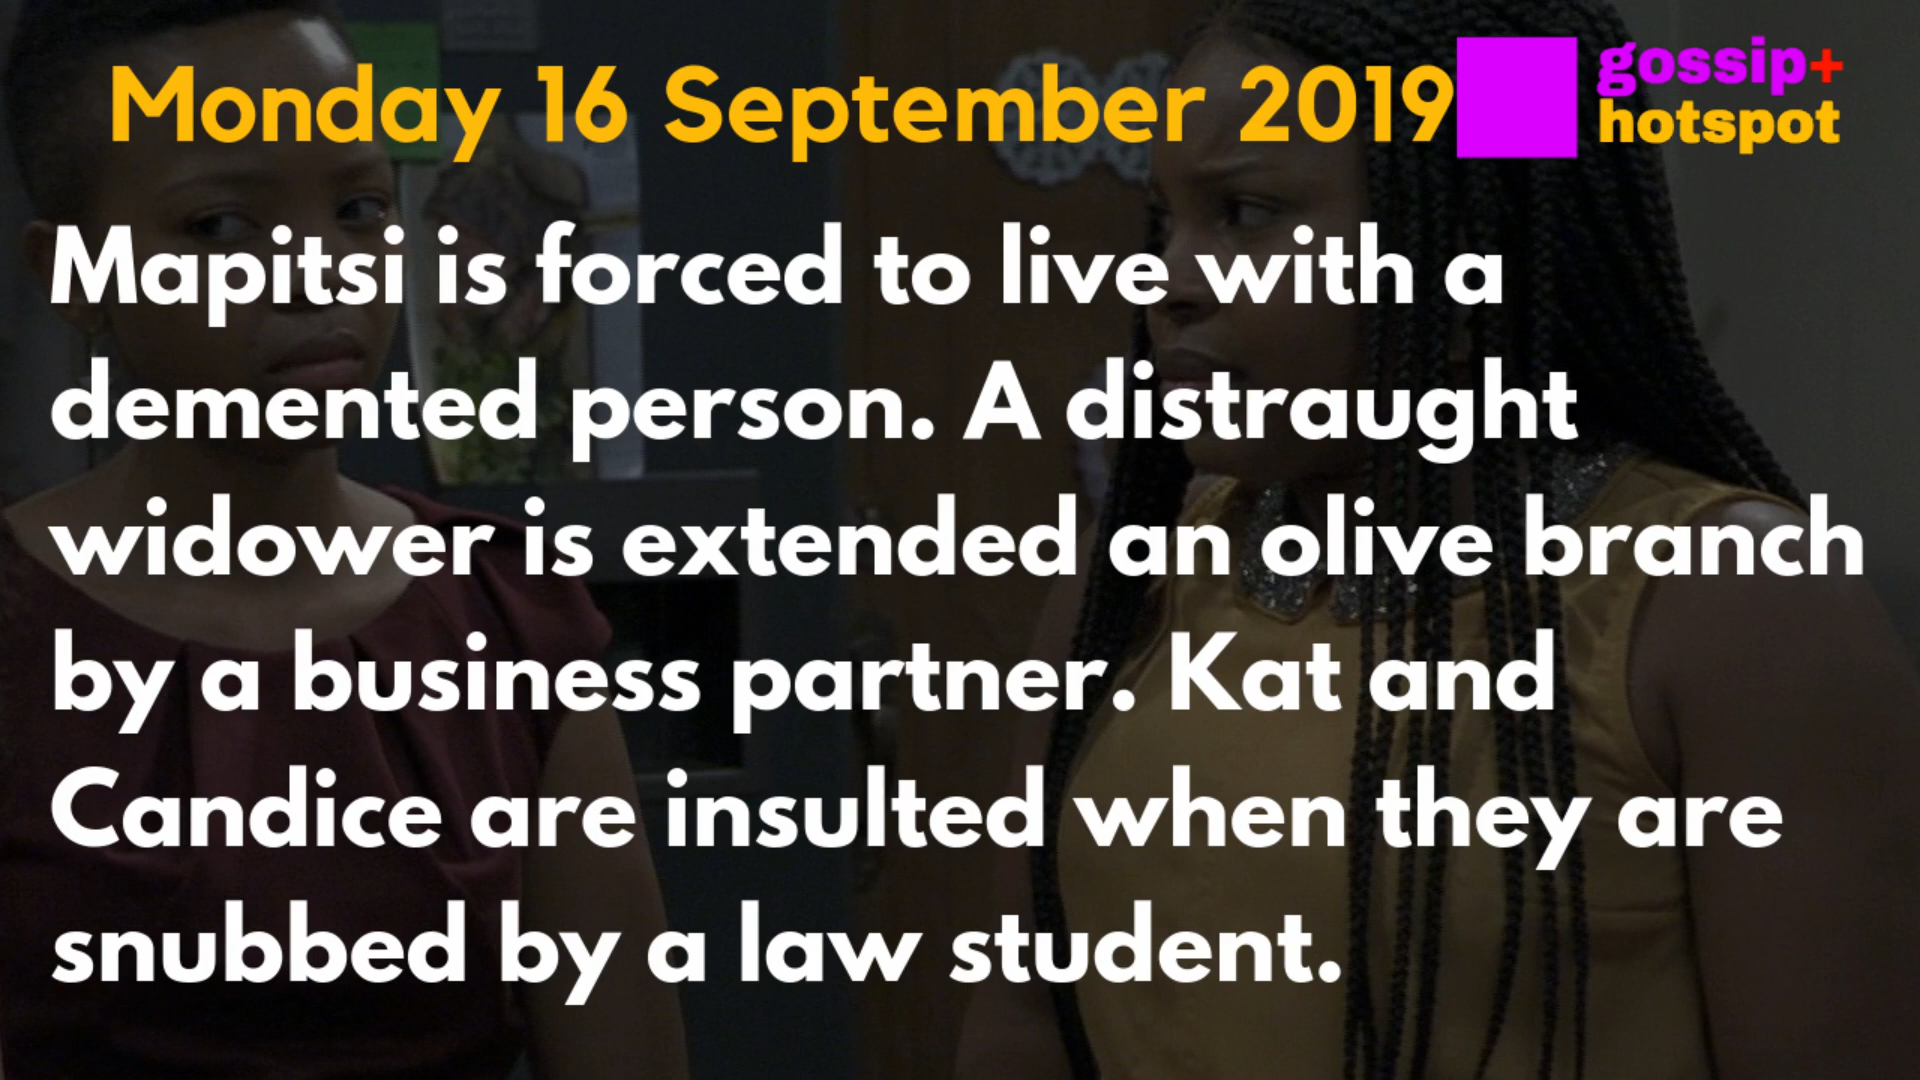 Monday 16 September 2019
gossip+
hotspot
Mapitsi is forced to live with a
demented person. A distraught
widower is extended an olive branch
by a business partner. Kat and
Candice are insulted when they are
snubbed by a law student.